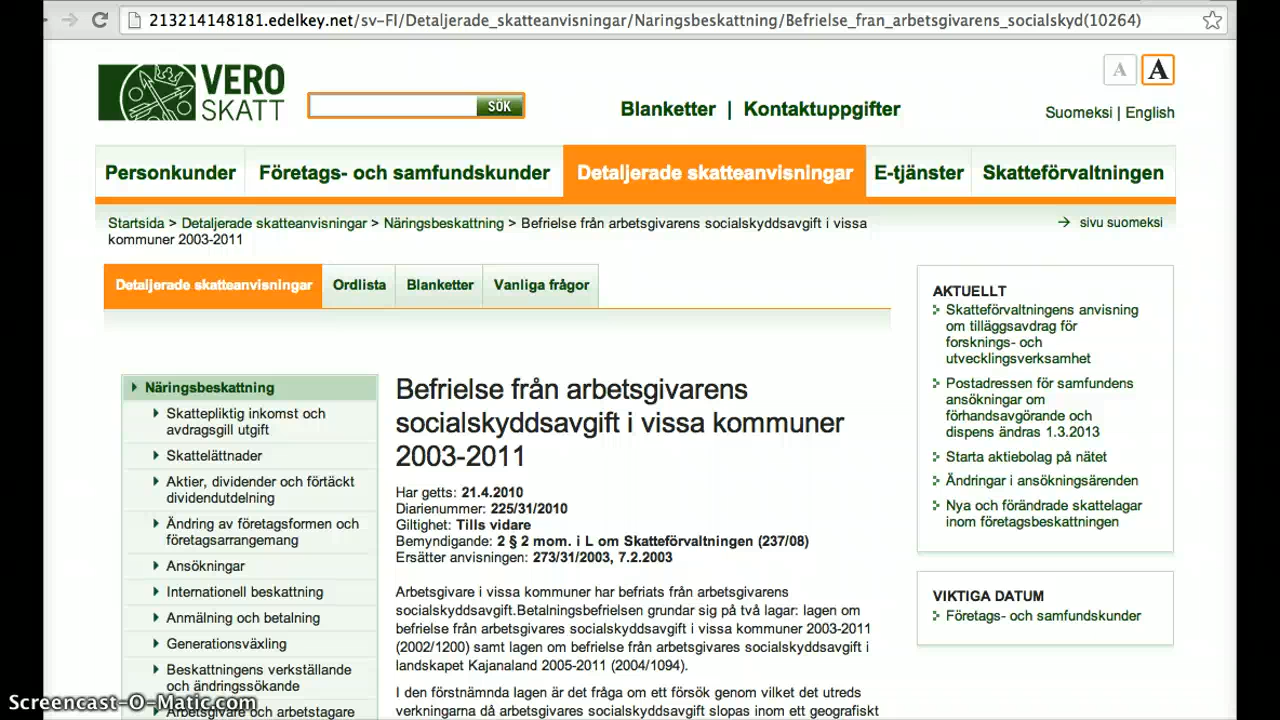 213214148181.edelkey.net/sv-FI/Detaljerade_skatteanvisningar/Naringsbeskattning/Befrielse_fran_arbetsgivarens_socialskyd(10264)
VERO
SKATT
SÖK
Blanketter | Kontaktuppgifter
A A
Suomeksi | English
Personkunder
Företags- och samfundskunder
Detaljerade skatteanvisningar
E-tjänster
Skatteförvaltningen
Startsida > Detaljerade skatteanvisningar > Näringsbeskattning > Befrielse från arbetsgivarens socialskyddsavgift i vissa
kommuner 2003-2011
sivu suomeksi
Detaljerade skatteanvisningar
Ordlista
Blanketter
Vanliga frågor
Näringsbeskattning
Skattepliktig inkomst och
avdragsgill utgift
Skattelättnader
Aktier, dividender och förtäckt
dividendutdelning
Ändring av företagsformen och
företagsarrangemang
Ansökningar
Internationell beskattning
Anmälning och betalning
Generationsväxling
Beskattningens verkställande
och ändringssökande
Arbetsgivare och arbetstagare
Befrielse från arbetsgivarens
socialskyddsavgift i vissa kommuner
2003-2011
Har getts: 21.4.2010
Diarienummer: 225/31/2010
Giltighet: Tills vidare
Bemyndigande: 2 § 2 mom. i L om Skatteförvaltningen (237/08)
Ersätter anvisningen: 273/31/2003, 7.2.2003
Arbetsgivare i vissa kommuner har befriats från arbetsgivarens
socialskyddsavgift.Betalningsbefrielsen grundar sig på två lagar: lagen om
befrielse från arbetsgivares socialskyddsavgift i vissa kommuner 2003-2011
(2002/1200) samt lagen om befrielse från arbetsgivares socialskyddsavgift i
landskapet Kajanaland 2005-2011 (2004/1094).
I den förstnämnda lagen är det fråga om ett försök genom vilket det utreds
verkningarna då arbetsgivares socialskyddsavgift slopas inom ett geografiskt
AKTUELLT
Skatteförvaltningens anvisning
om tilläggsavdrag för
forsknings- och
utvecklingsverksamhet
Postadressen för samfundens
ansökningar om
förhandsavgörande och
dispens ändras 1.3.2013
Starta aktiebolag på nätet
Ändringar i ansökningsärenden
Nya och förändrade skattelagar
inom företagsbeskattningen
VIKTIGA DATUM
Företags- och samfundskunder
Screencast-O-Matic.com